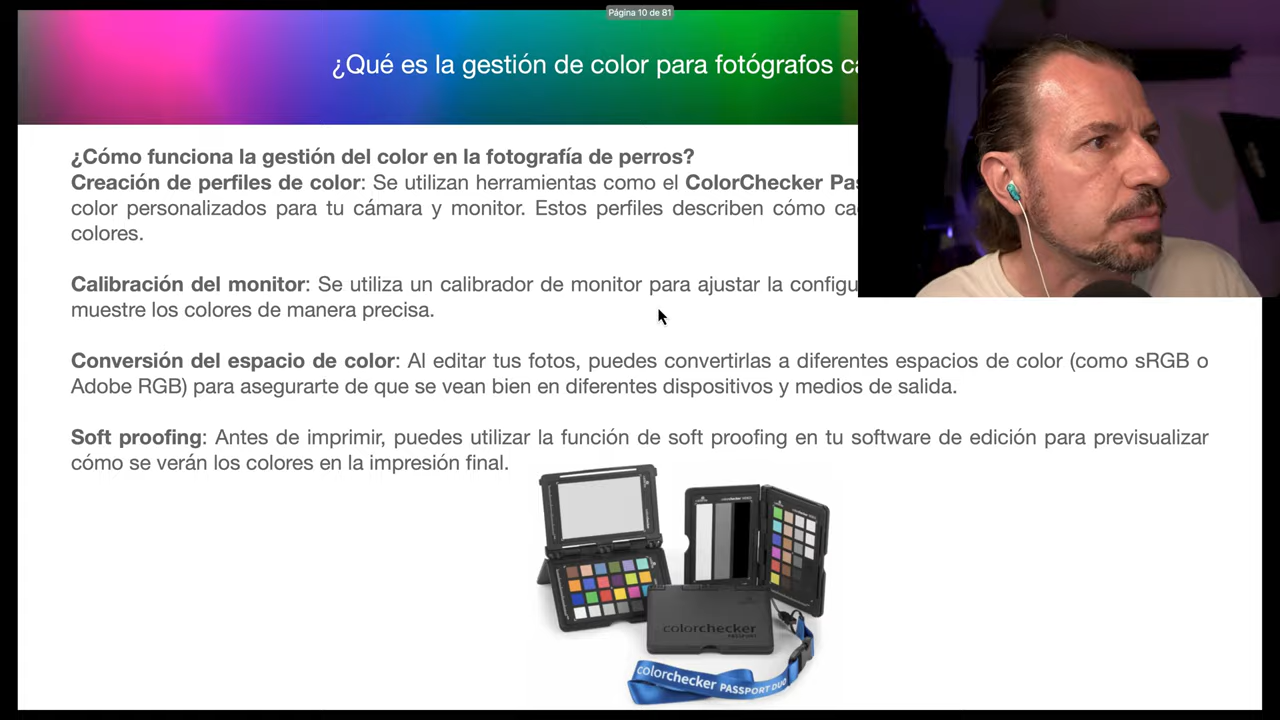 Página 10 de 81
¿Qué es la gestión de color para fotógrafos
¿Cómo funciona la gestión del color en la fotografía de perros?
Creación de perfiles de color: Se utilizan herramientas como el ColorChecker
color personalizados para tu cámara y monitor. Estos perfiles describen cómo
colores.
Calibración del monitor: Se utiliza un calibrador de monitor para ajustar la
muestre los colores de manera precisa.
Conversión del espacio de color: Al editar tus fotos, puedes convertirlas a diferentes espacios de color (como sRGB o
Adobe RGB) para asegurarte de que se vean bien en diferentes dispositivos y medios de salida.
Soft proofing: Antes de imprimir, puedes utilizar la función de soft proofing en tu software de edición para previsualizar
cómo se verán los colores en la impresión final.
colorchecker
colorchecker PASSPORT DUO